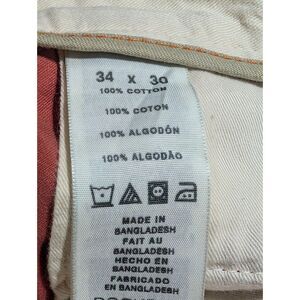 34 X 30
100% COTTON
100% COTON
100% ALGODÓN
100% ALGODÃO
MADE IN
BANGLADESH
FAIT AU
BANGLADESH
HECHO EN
BANGLADESH
FABRICADO
EN BANGLADESH